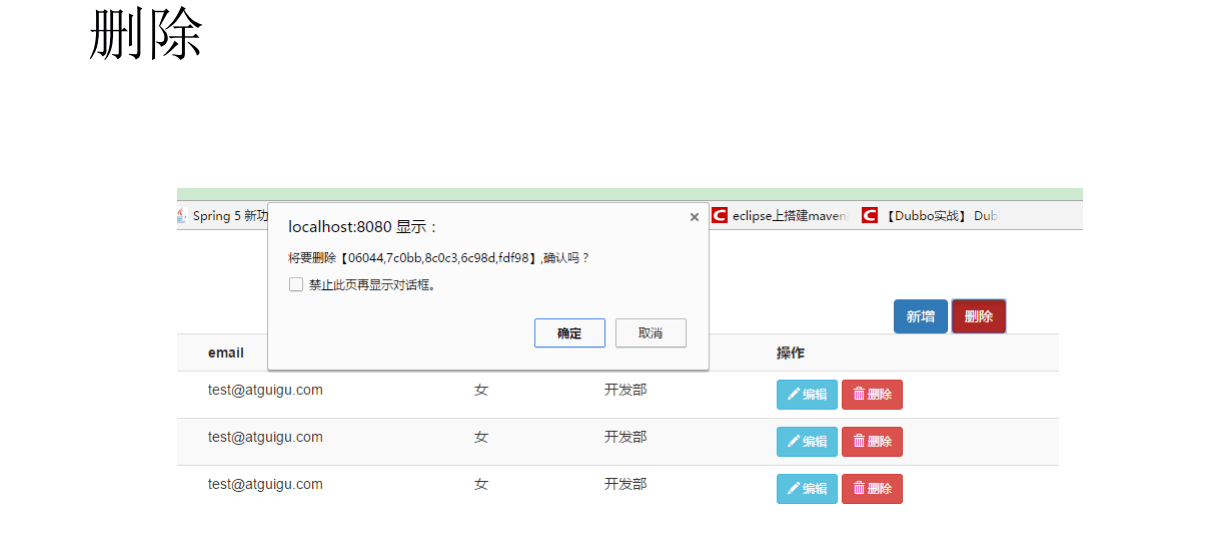 删除
Spring 5 新功
eclipse上搭建maven
【Dubbo实战】 Dub
localhost:8080 显示：
将要删除【06044,7c0bb,8c0c3,6c98d,fdf98】,确认吗？
禁止此页再显示对话框。
确定 取消
新增 删除
email 操作
test@atguigu.com 女 开发部 编辑 删除
test@atguigu.com 女 开发部 编辑 删除
test@atguigu.com 女 开发部 编辑 删除